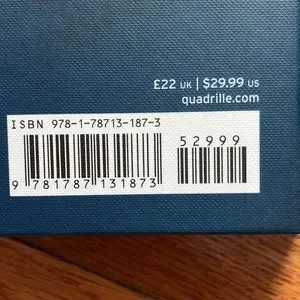 £22 UK | $29.99 US
quadrille.com
ISBN 978-1-78713-187-3
52999
9 781787 131873